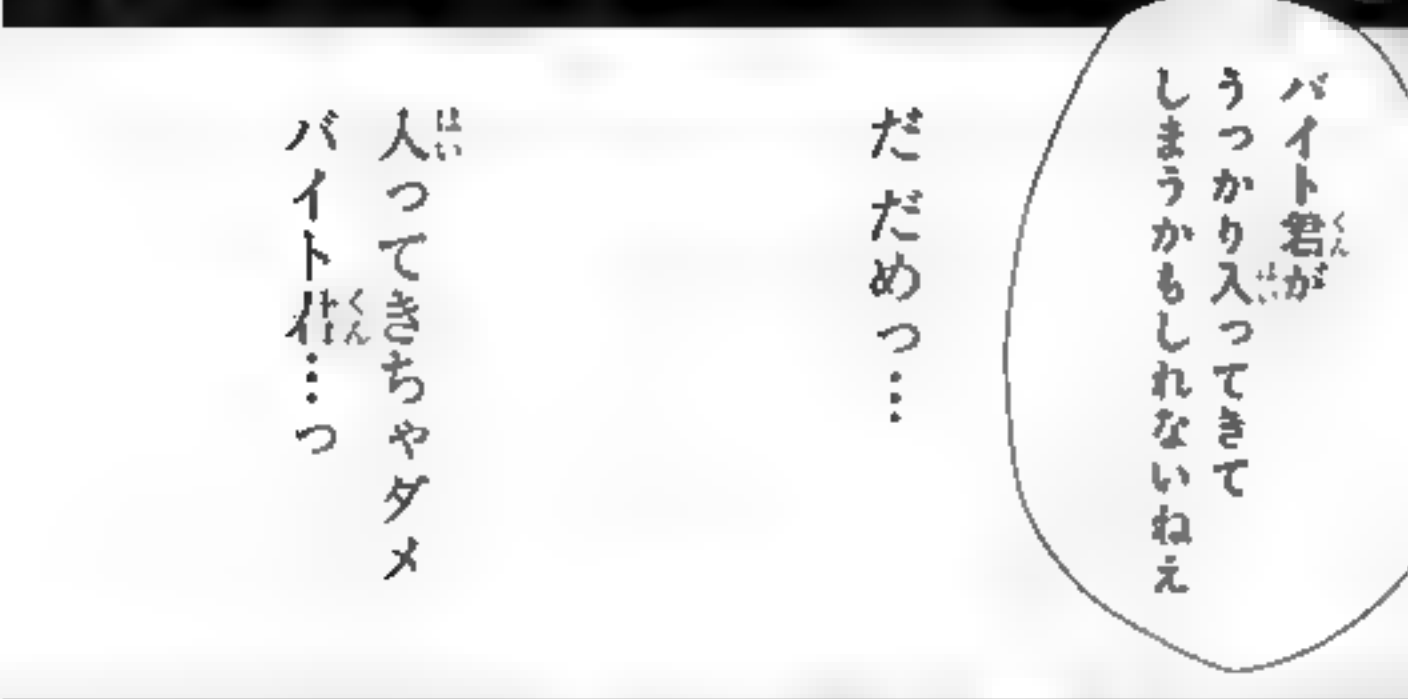 バイト君が
うっかり入ってきて
しまうかもしれないねえ
だ だめっ…
入ってきちゃダメ
バイト…っ